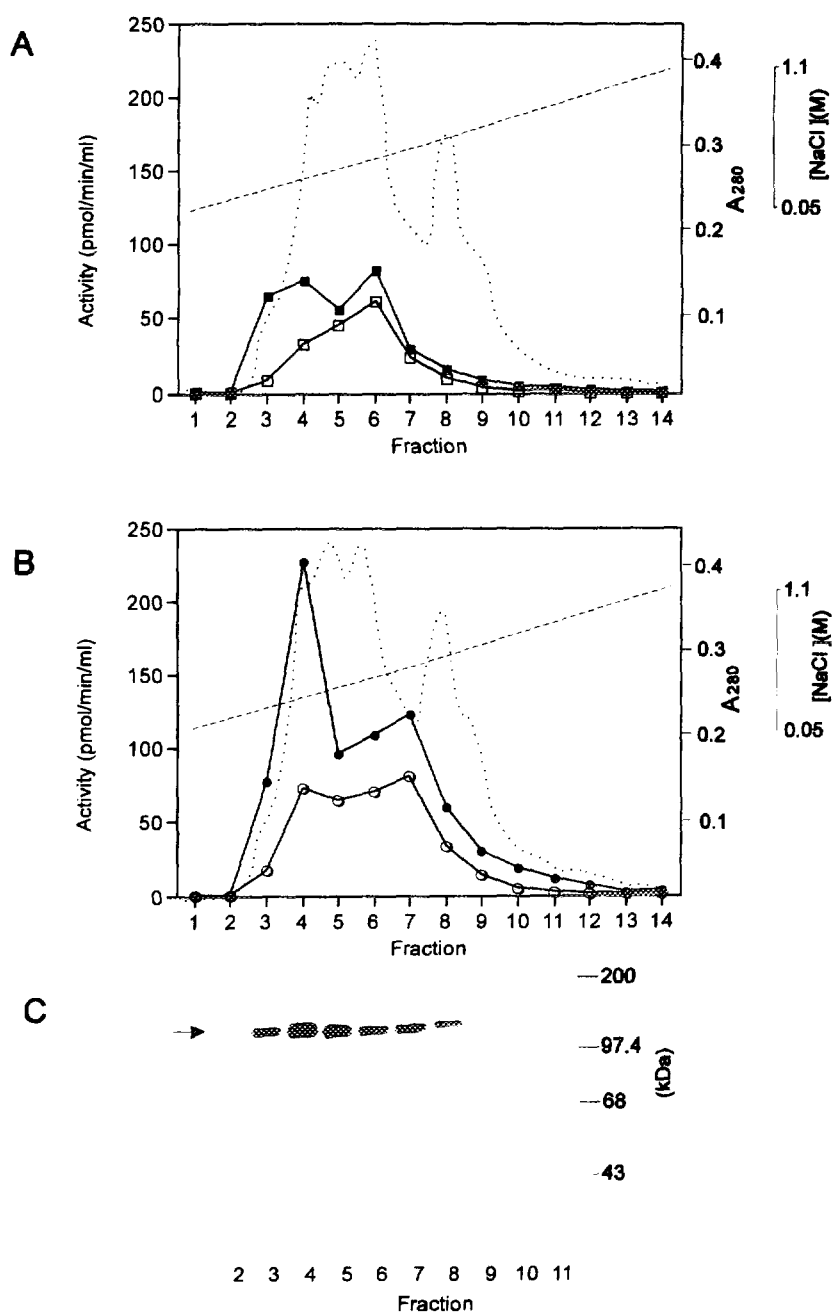 A
250
200
150
100
50
0
Activity (pmol/min/ml)
0.4
0.3
0.2
0.1
A280
1.1
0.05
[NaCl ](M)
1 2 3 4 5 6 7 8 9 10 11 12 13 14
Fraction
B
250
200
150
100
50
0
Activity (pmol/min/ml)
0.4
0.3
0.2
0.1
A280
1.1
0.05
[NaCl ](M)
1 2 3 4 5 6 7 8 9 10 11 12 13 14
Fraction
C
200
97.4
68
43
(kDa)
2 3 4 5 6 7 8 9 10 11
Fraction